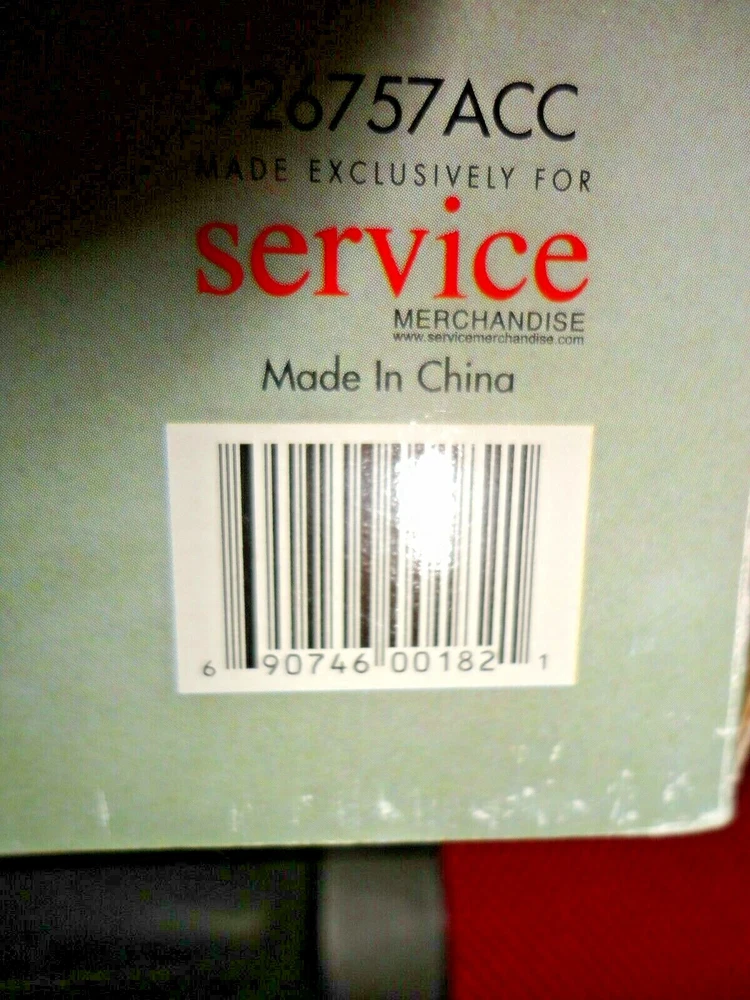 926757ACC
MADE EXCLUSIVELY FOR
service
MERCHANDISE
www.servicemerchandise.com
Made In China
6 90746 00182 1